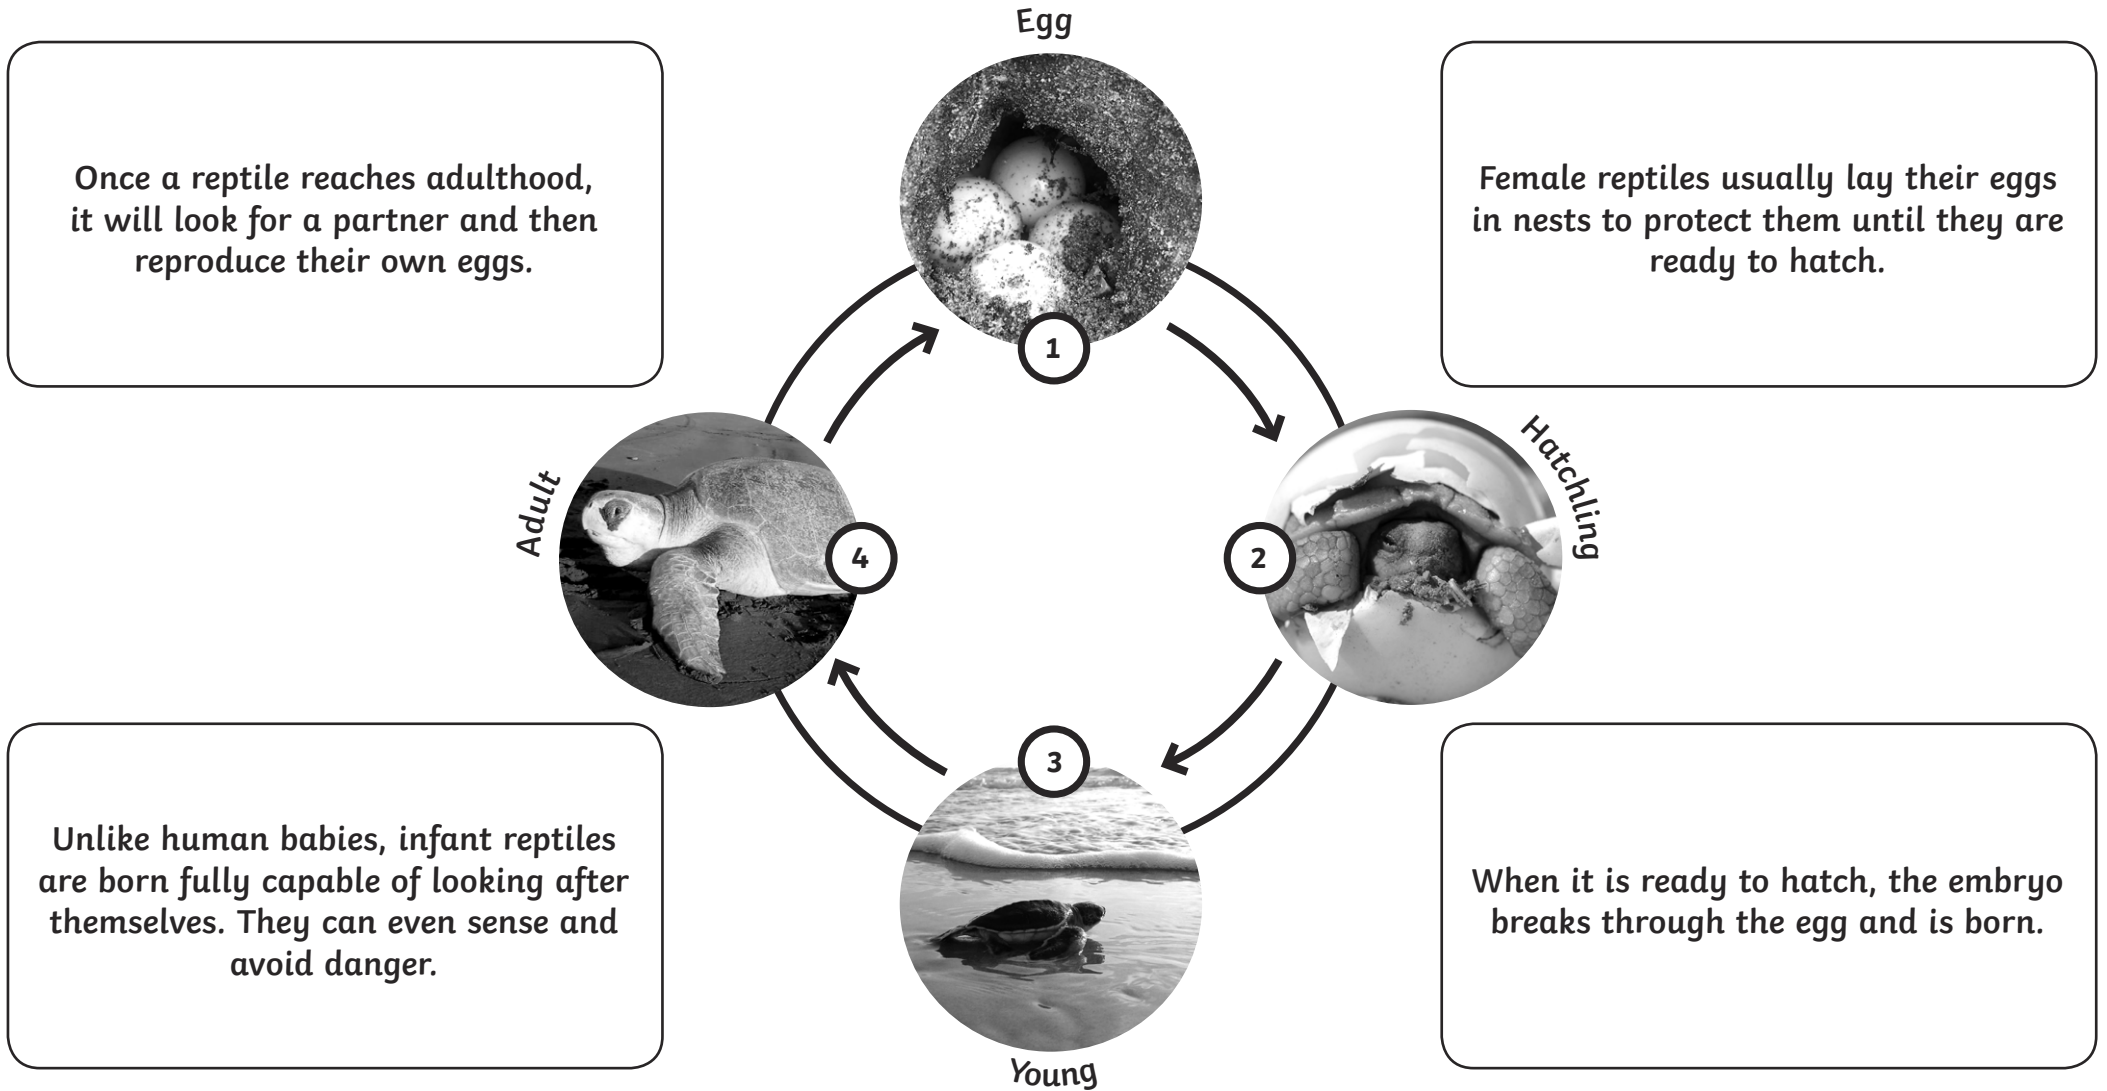 Egg
Once a reptile reaches adulthood,
it will look for a partner and then
reproduce their own eggs.
Female reptiles usually lay their eggs
in nests to protect them until they are
ready to hatch.
1
Hatchling
Adult
4
2
3
Unlike human babies, infant reptiles
are born fully capable of looking after
themselves. They can even sense and
avoid danger.
When it is ready to hatch, the embryo
breaks through the egg and is born.
Young